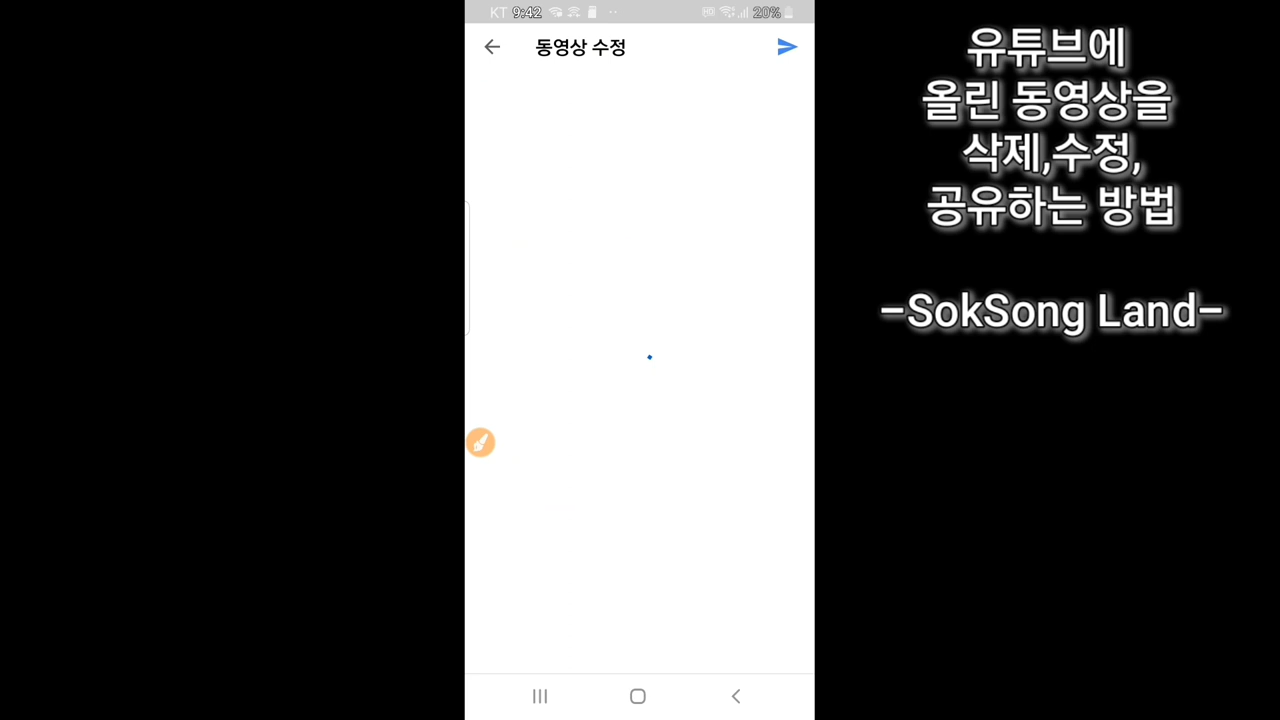 KT 9:42
20%
동영상 수정
유튜브에
올린 동영상을
삭제,수정,
공유하는 방법
–SokSong Land–